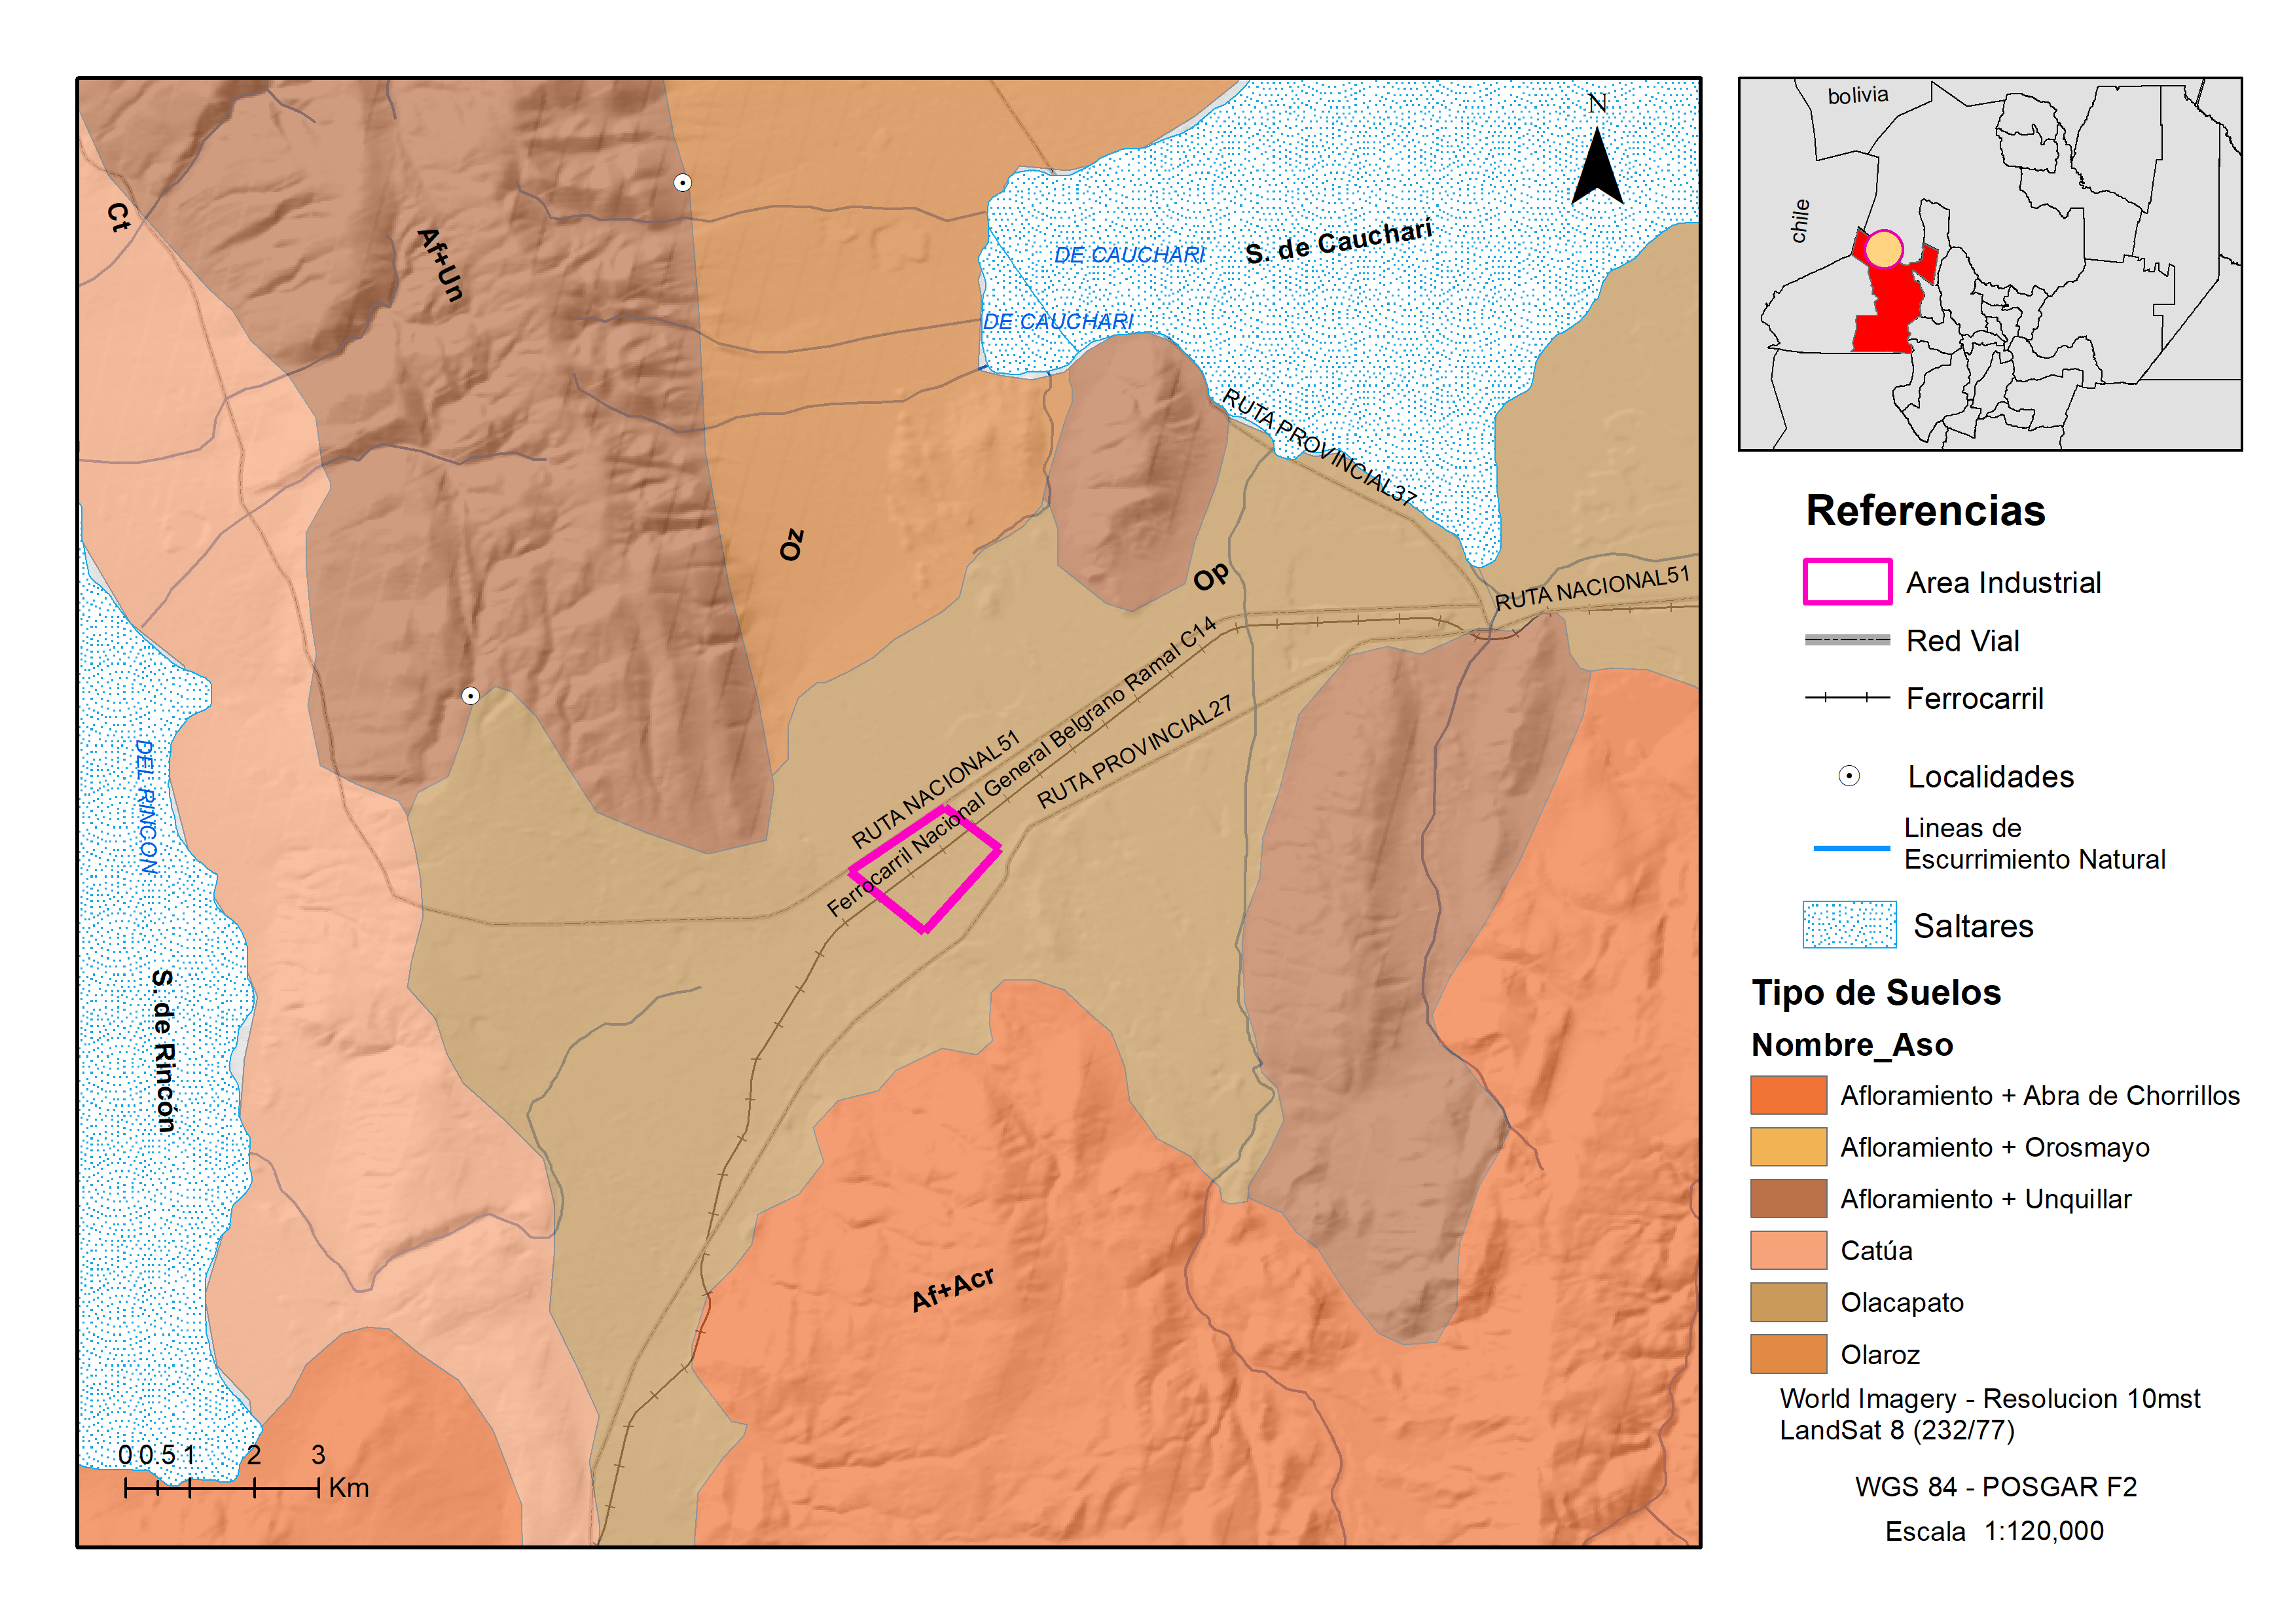 N
Ct
Af+Un
DE CAUCHARI
S. de Cauchari
DE CAUCHARI
RUTA PROVINCIAL37
Oz
Op
RUTA NACIONAL51
Ferrocarril Nacional General Belgrano Ramal C14
RUTA PROVINCIAL27
RUTA NACIONAL51
DEL RINCON
S. de Rincón
Af+Acr
0 0.5 1 2 3
Km
bolivia
chile
Referencias
Area Industrial
Red Vial
Ferrocarril
Localidades
Lineas de
Escurrimiento Natural
Saltares
Tipo de Suelos
Nombre_Aso
Afloramiento + Abra de Chorrillos
Afloramiento + Orosmayo
Afloramiento + Unquillar
Catúa
Olacapato
Olaroz
World Imagery - Resolucion 10mst
LandSat 8 (232/77)
WGS 84 - POSGAR F2
Escala 1:120,000